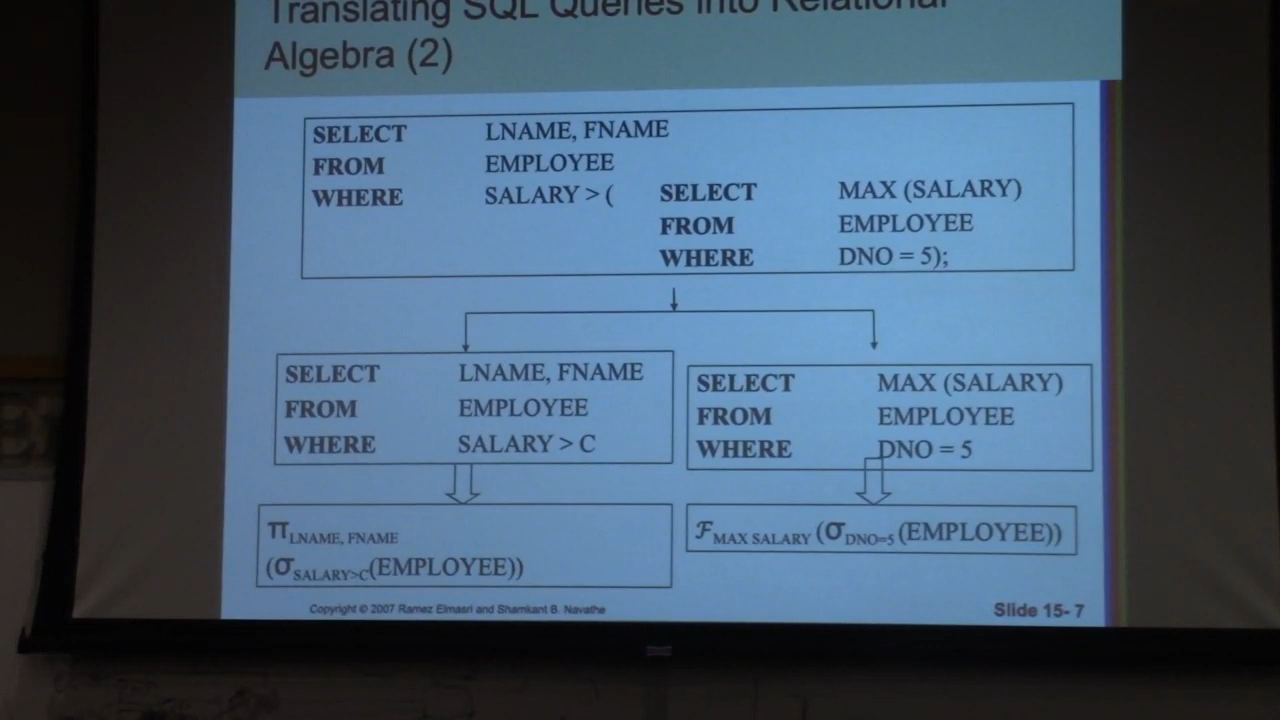 Translating SQL Queries into Relational
Algebra (2)
SELECT LNAME, FNAME
FROM EMPLOYEE
WHERE SALARY > ( SELECT MAX (SALARY)
FROM EMPLOYEE
WHERE DNO = 5);
SELECT LNAME, FNAME
FROM EMPLOYEE
WHERE SALARY > C
SELECT MAX (SALARY)
FROM EMPLOYEE
WHERE DNO = 5
π LNAME, FNAME
(σ SALARY>C(EMPLOYEE))
ℱ MAX SALARY (σ DNO=5 (EMPLOYEE))
Copyright © 2007 Ramez Elmasri and Shamkant B. Navathe
Slide 15- 7